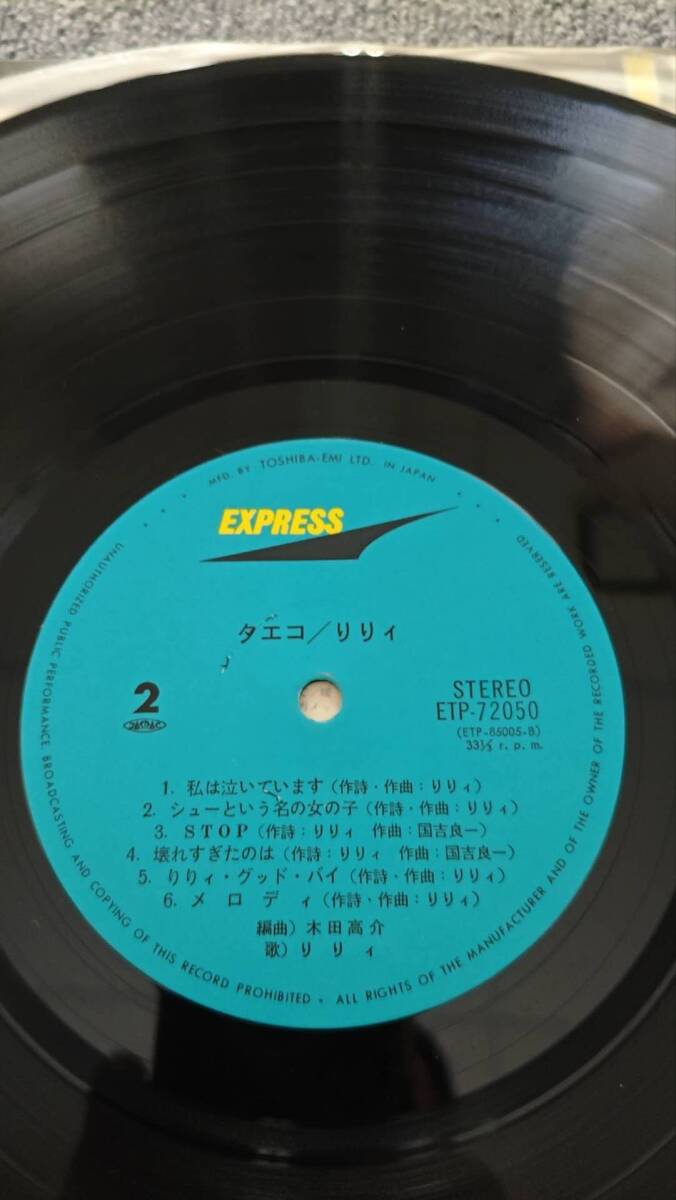 MFD. BY TOSHIBA-EMI LTD. IN JAPAN
EXPRESS
タエコ/りりィ
2
JASRAC
STEREO
ETP-72050
(ETP-85005-B)
33⅓ r. p. m.
1. 私は泣いています(作詩・作曲:りりィ)
2. シューという名の女の子(作詩・作曲:りりィ)
3. STOP(作詩:りりィ 作曲:国吉良一)
4. 壊れすぎたのは(作詩:りりィ 作曲:国吉良一)
5. りりィ・グッド・バイ(作詩・作曲:りりィ)
6. メロディ(作詩・作曲:りりィ)
編曲)木田高介
歌)りりィ
UNAUTHORIZED PUBLIC PERFORMANCE, BROADCASTING AND COPYING OF THIS RECORD PROHIBITED. ALL RIGHTS OF THE MANUFACTURER AND OF THE OWNER OF THE RECORDED WORK ARE RESERVED